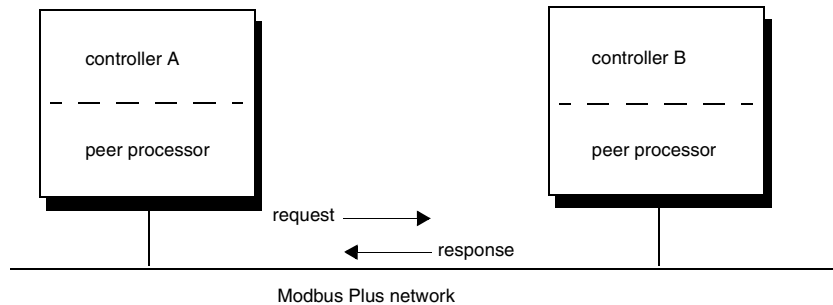 controller A
peer processor
controller B
peer processor
request
response
Modbus Plus network